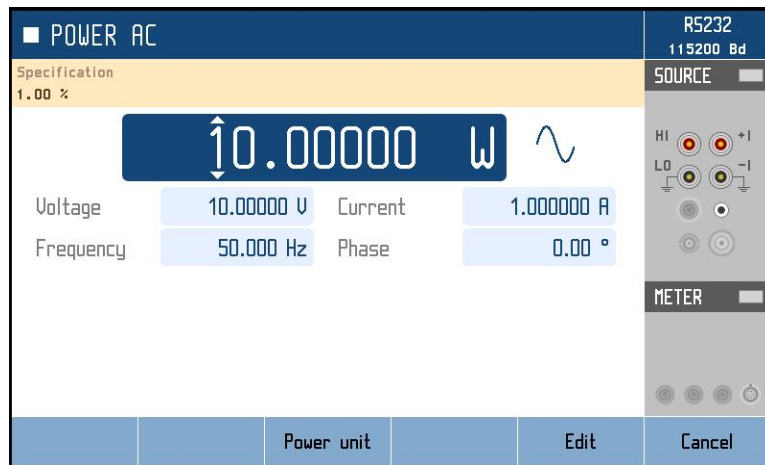 POWER AC
RS232
115200 Bd
Specification
1.00 %
SOURCE
10.00000 W
HI +I
LO -I
Voltage 10.00000 V Current 1.000000 A
Frequency 50.000 Hz Phase 0.00 °
METER
Power unit Edit Cancel